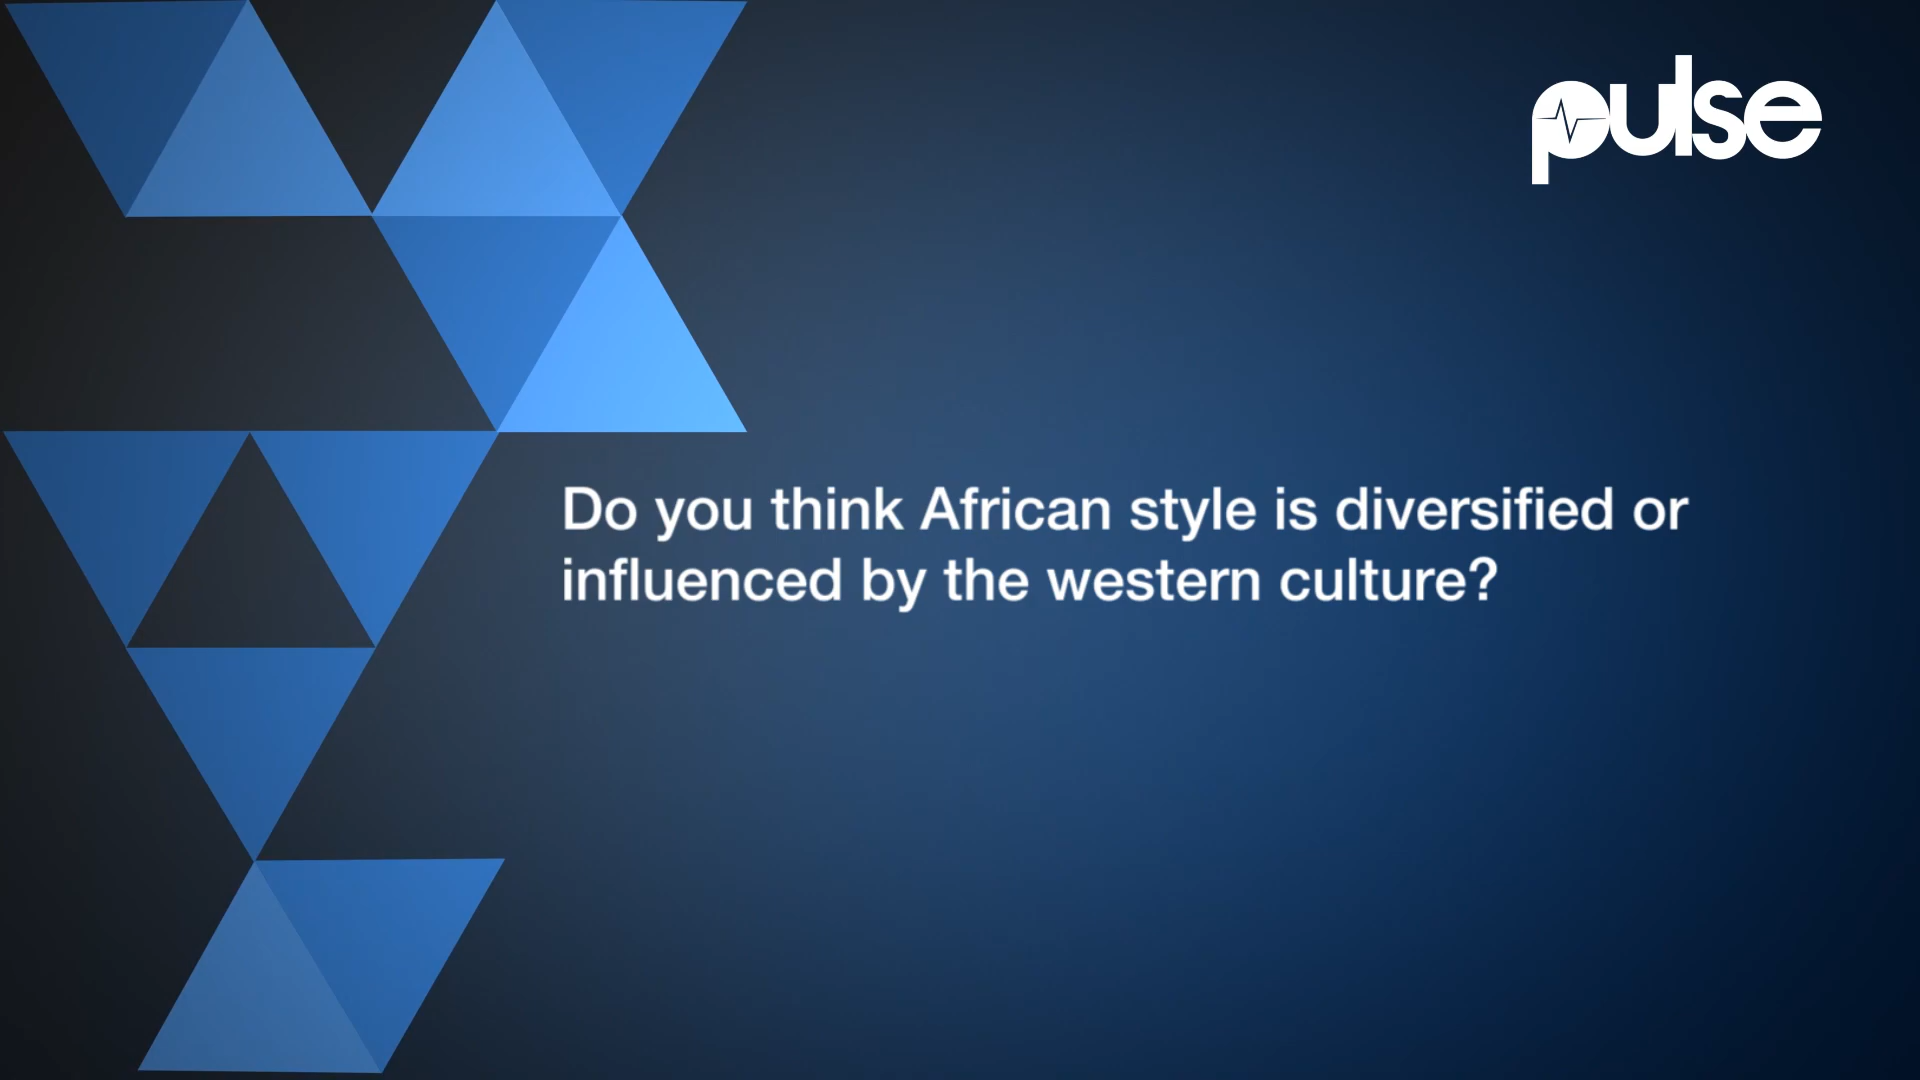 pulse
Do you think African style is diversified or
influenced by the western culture?